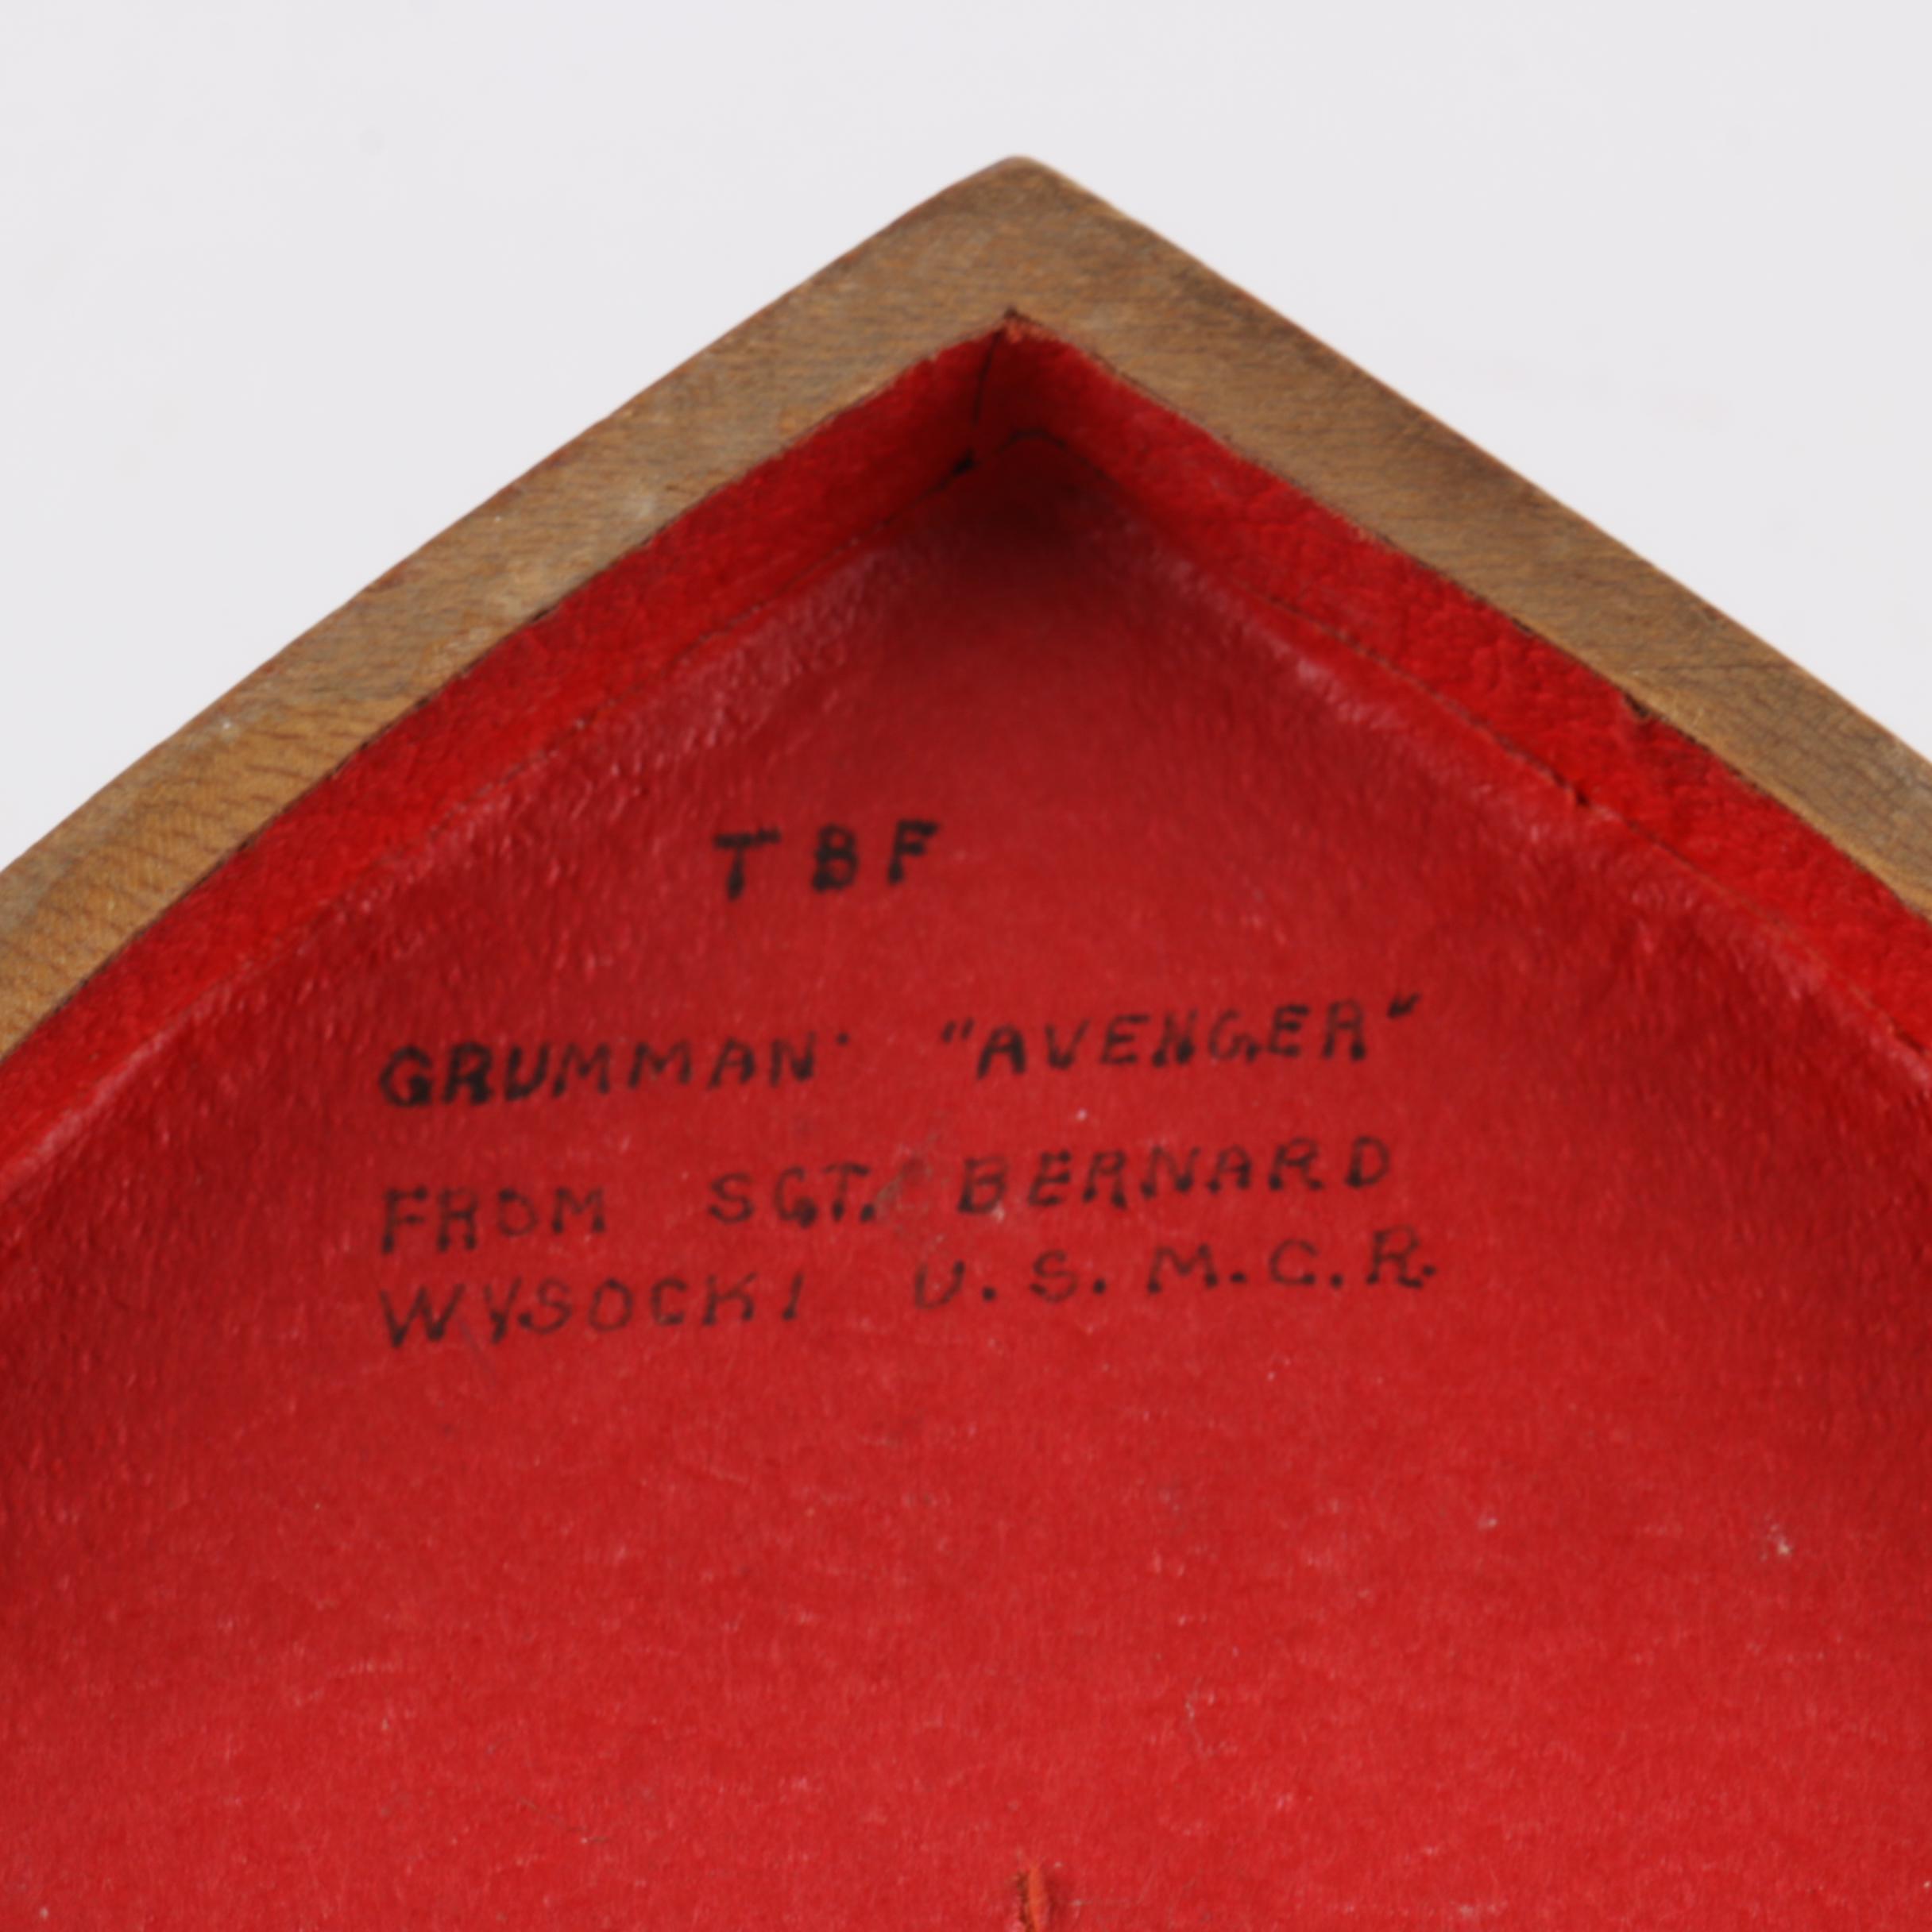 TBF
GRUMMAN "AVENGER"
FROM SGT. BERNARD
WYSOCKI U.S.M.C.R.